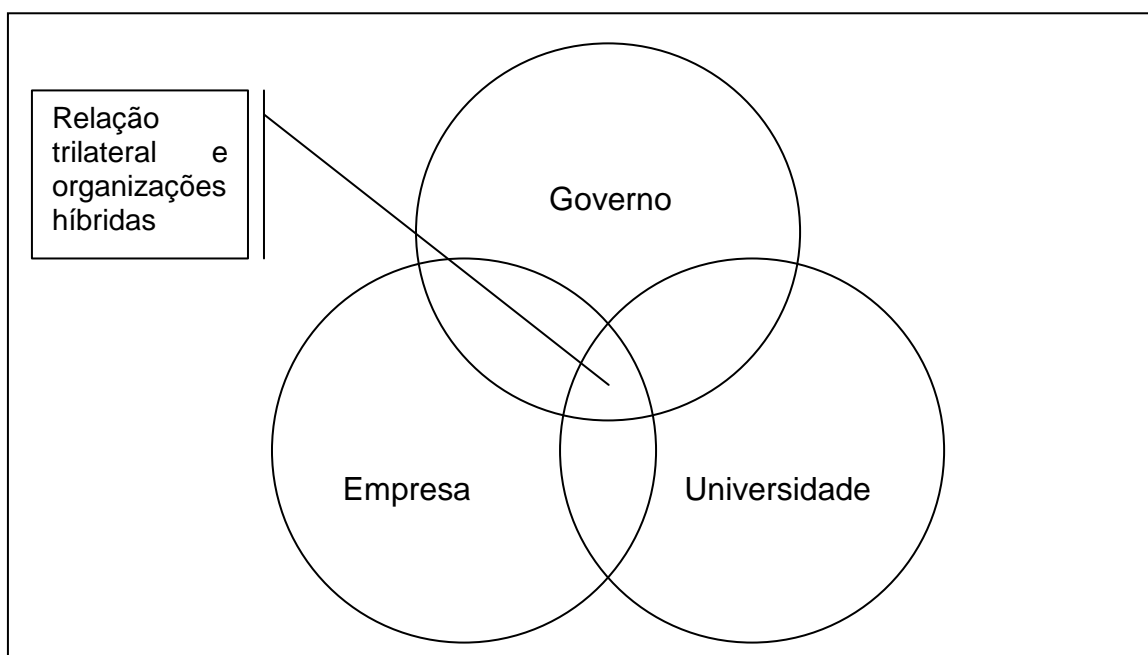 Relação
trilateral e
organizações
híbridas
Governo
Empresa
Universidade